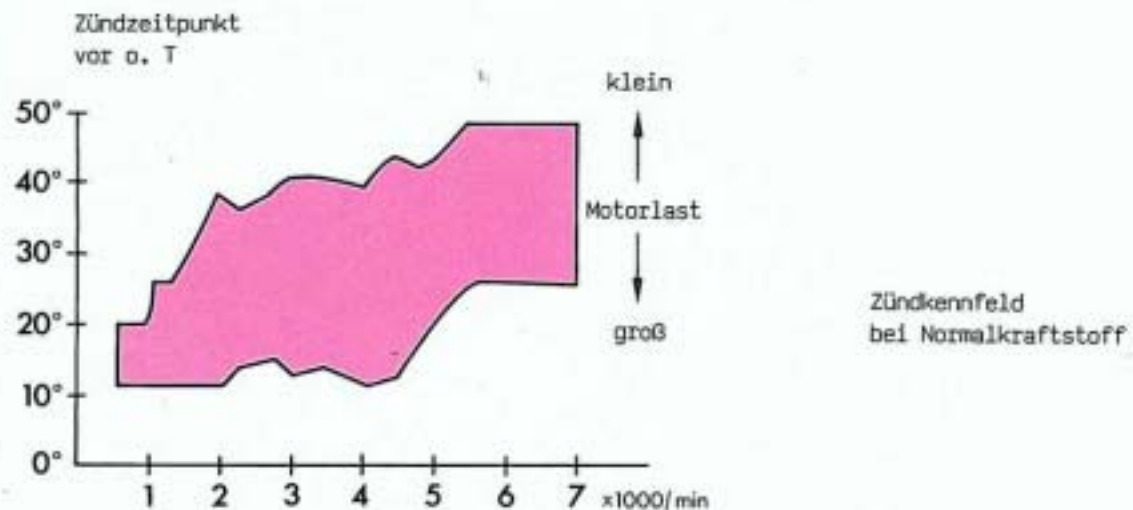 Zündzeitpunkt
vor o. T
50°
40°
30°
20°
10°
0°
1 2 3 4 5 6 7 x1000/min
klein
Motorlast
groß
Zündkennfeld
bei Normalkraftstoff